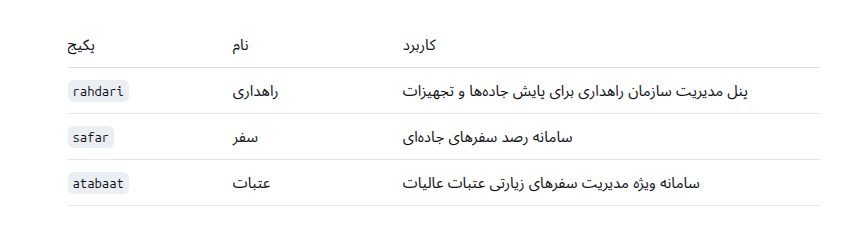 پکیج نام کاربرد
rahdari راهداری پنل مدیریت سازمان راهداری برای پایش جاده‌ها و تجهیزات
safar سفر سامانه رصد سفرهای جاده‌ای
atabaat عتبات سامانه ویژه مدیریت سفرهای زیارتی عتبات عالیات